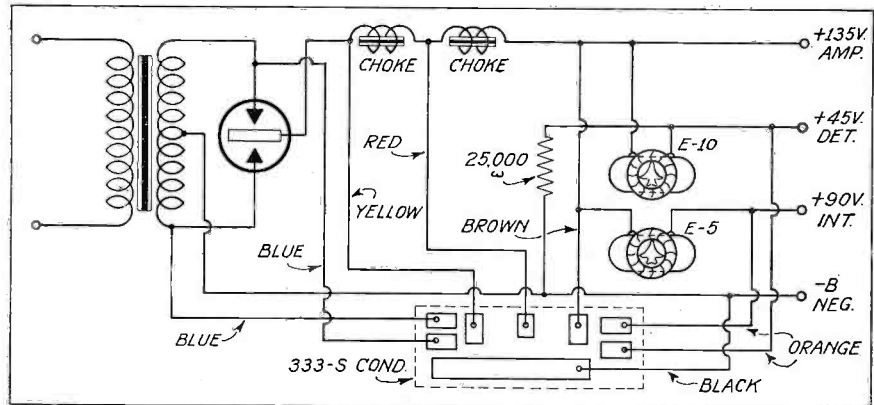 +135V.
AMP.
CHOKE
CHOKE
+45V.
DET.
RED
25,000
ω
E-10
YELLOW
+90V.
INT.
BROWN
E-5
BLUE
-B
NEG.
BLUE
ORANGE
333-S COND.
BLACK